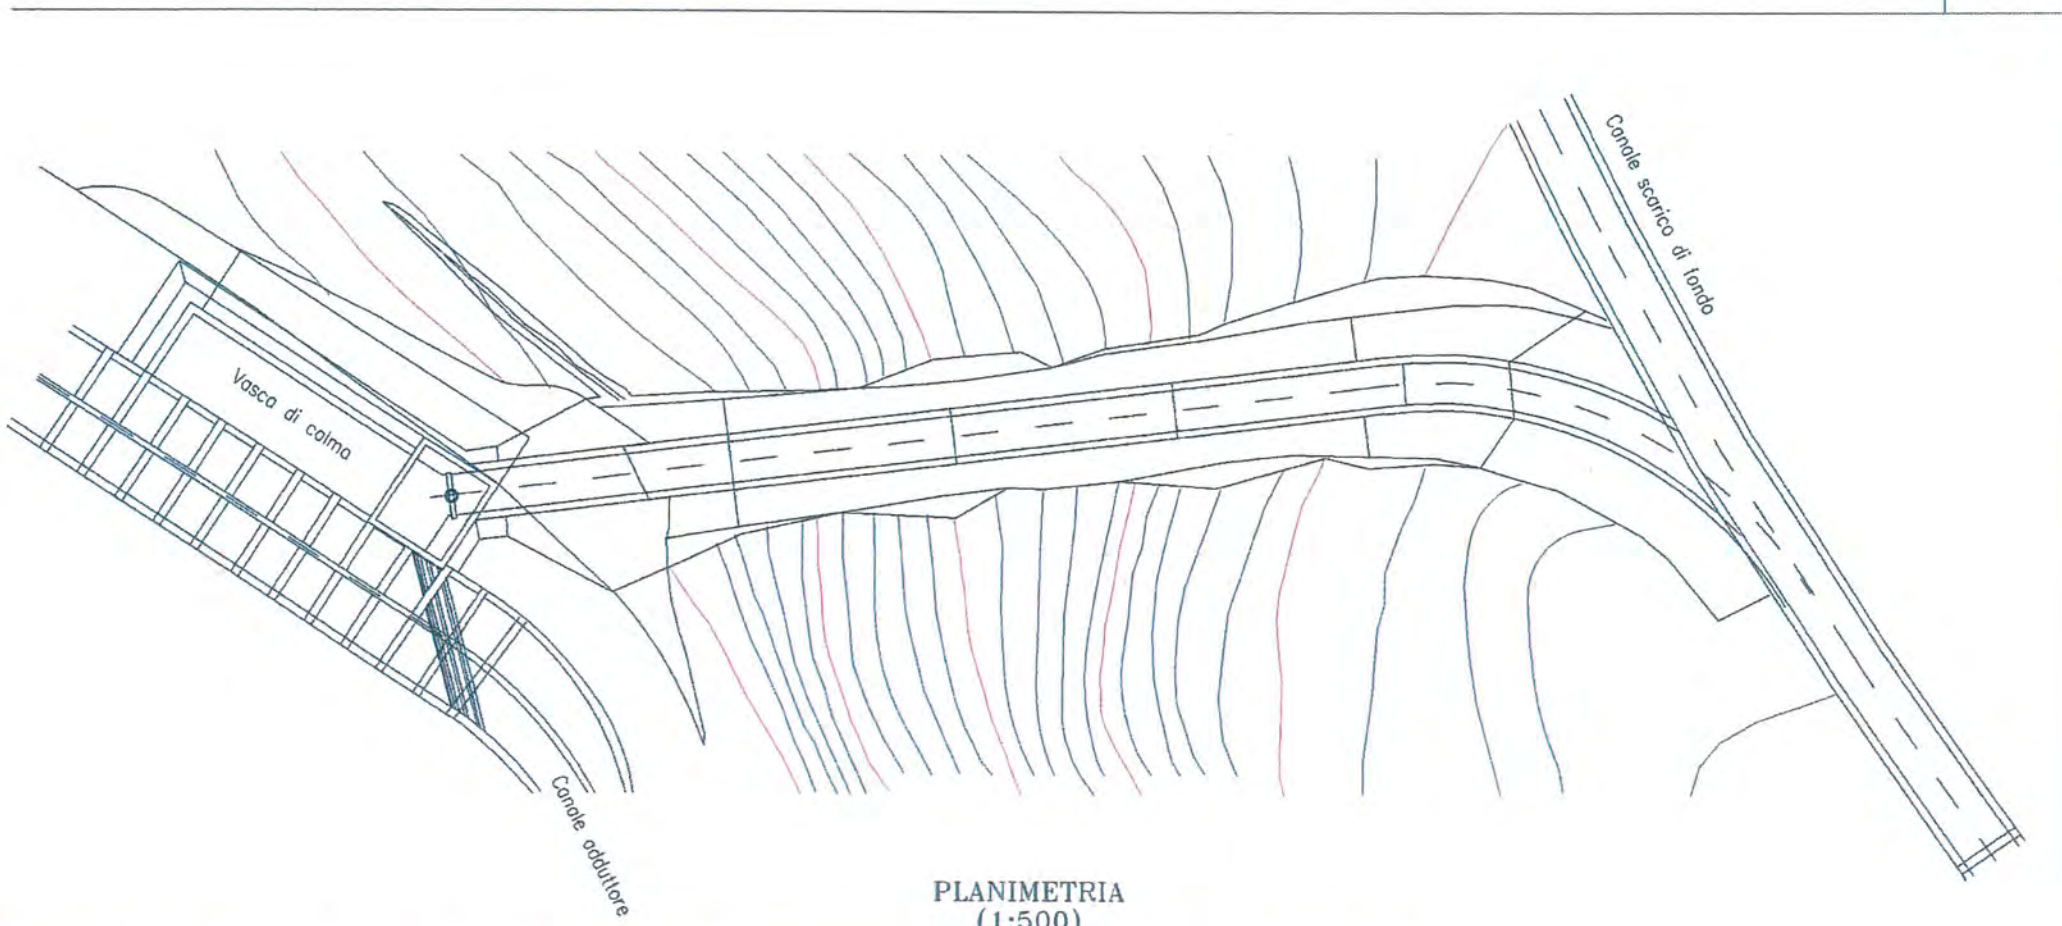 Canale scarico di fondo
Vasca di calma
Canale adduttore
PLANIMETRIA
(1:500)